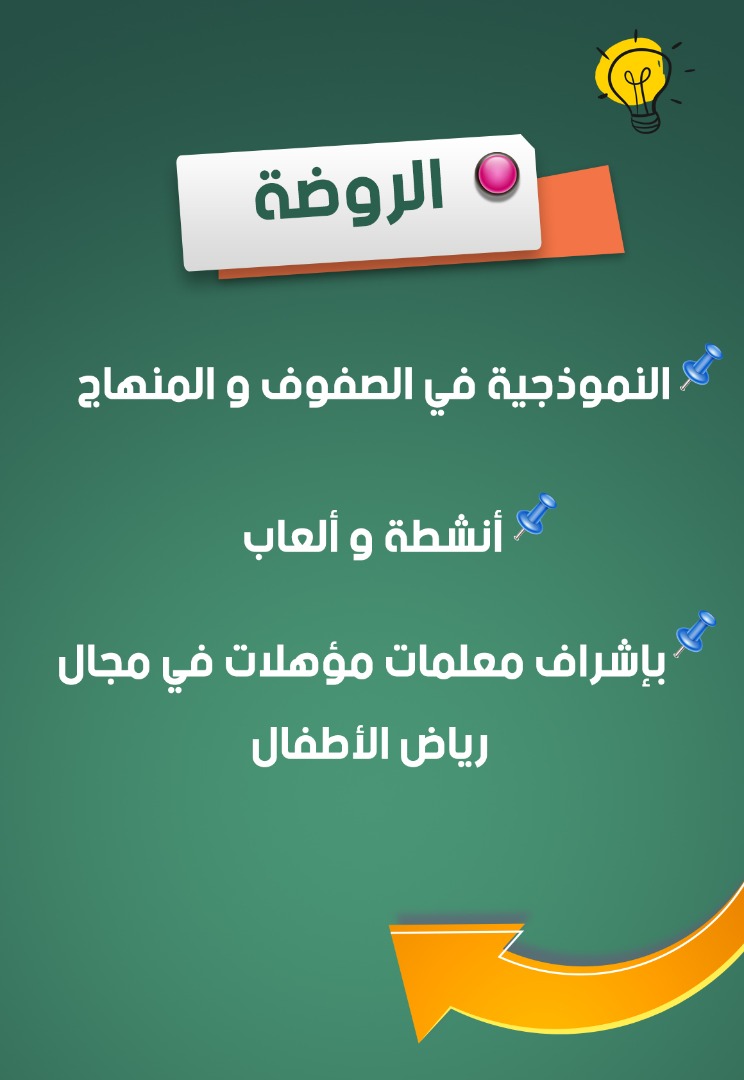 الروضة
النموذجية في الصفوف و المنهاج
أنشطة و ألعاب
بإشراف معلمات مؤهلات في مجال
رياض الأطفال